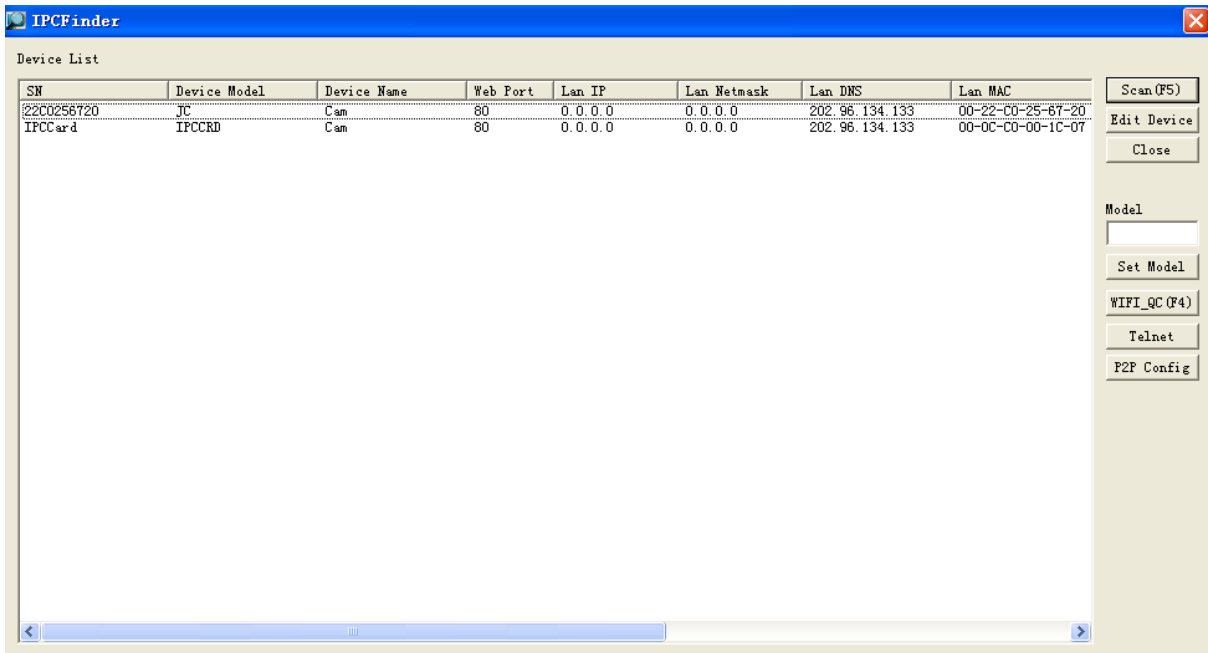 IPCFinder
Device List
SN Device Model Device Name Web Port Lan IP Lan Netmask Lan DNS Lan MAC
22C0256720 JC Cam 80 0.0.0.0 0.0.0.0 202.96.134.133 00-22-C0-25-67-20
IPCCard IPCCRD Cam 80 0.0.0.0 0.0.0.0 202.96.134.133 00-0C-C0-00-1C-07
Scan(F5)
Edit Device
Close
Model
Set Model
WIFI_QC(F4)
Telnet
P2P Config